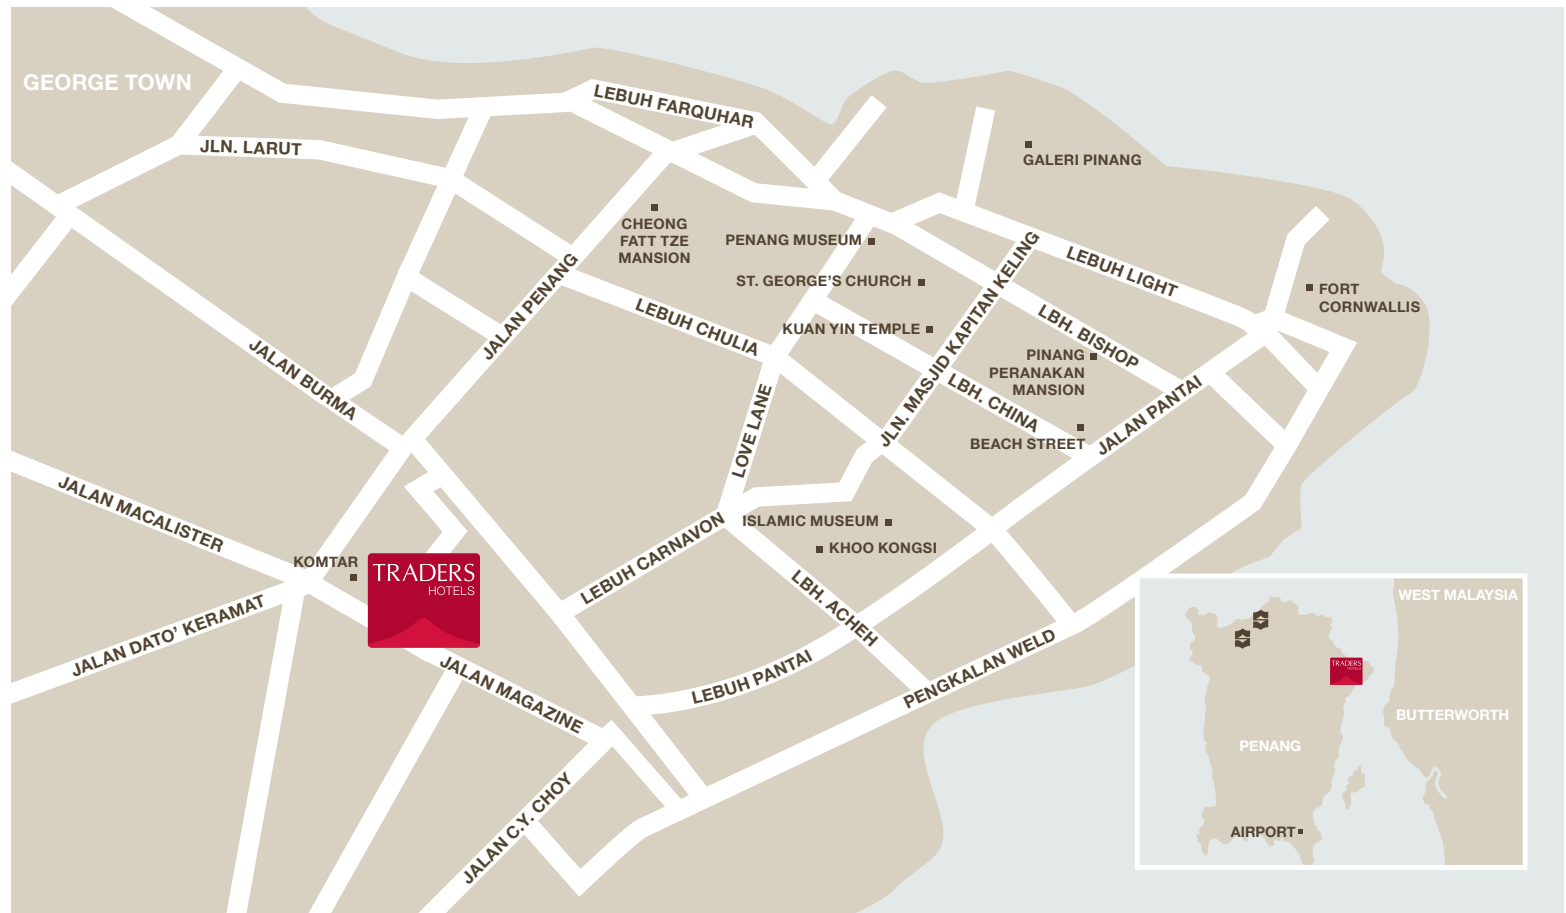 GEORGE TOWN
LEBUH FARQUHAR
JLN. LARUT
GALERI PINANG
CHEONG
FATT TZE
MANSION
PENANG MUSEUM
ST. GEORGE'S CHURCH
JALAN PENANG
LEBUH CHULIA
KUAN YIN TEMPLE
JLN. MASJID KAPITAN KELING
LEBUH LIGHT
FORT
CORNWALLIS
LBH. BISHOP
PINANG
PERANAKAN
MANSION
LBH. CHINA
JALAN PANTAI
BEACH STREET
JALAN BURMA
LOVE LANE
JALAN MACALISTER
KOMTAR
TRADERS
HOTELS
LEBUH CARNAVON
ISLAMIC MUSEUM
KHOO KONGSI
LBH. ACHEH
JALAN DATO' KERAMAT
JALAN MAGAZINE
LEBUH PANTAI
PENGKALAN WELD
JALAN C.Y. CHOY
WEST MALAYSIA
TRADERS
HOTELS
BUTTERWORTH
PENANG
AIRPORT